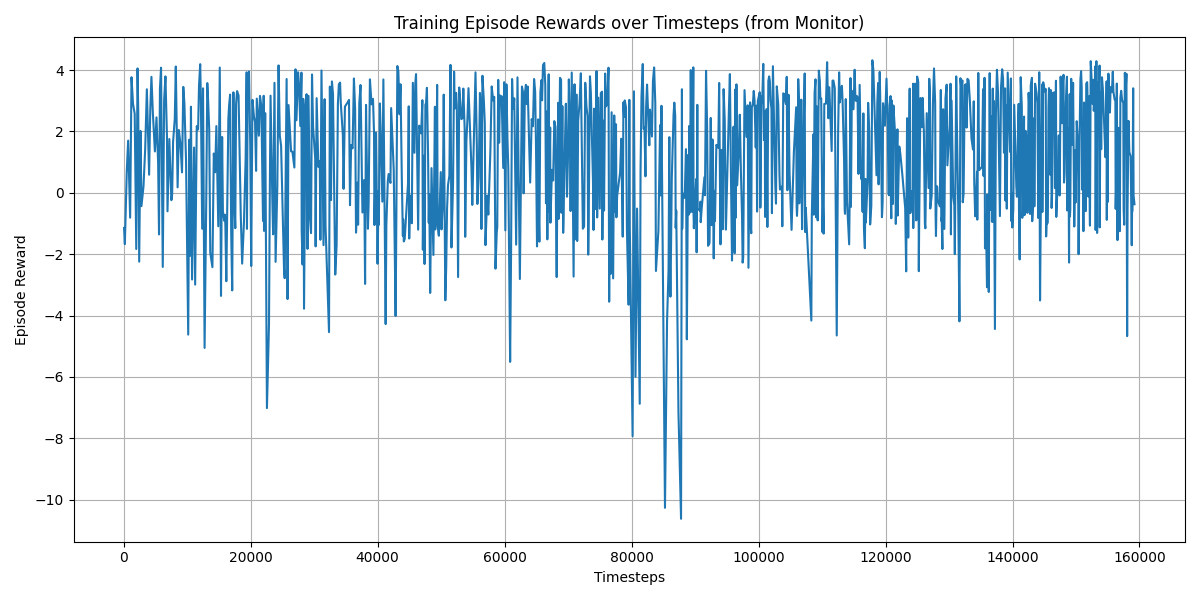 Training Episode Rewards over Timesteps (from Monitor)
Episode Reward
4
2
0
−2
−4
−6
−8
−10
0 20000 40000 60000 80000 100000 120000 140000 160000
Timesteps